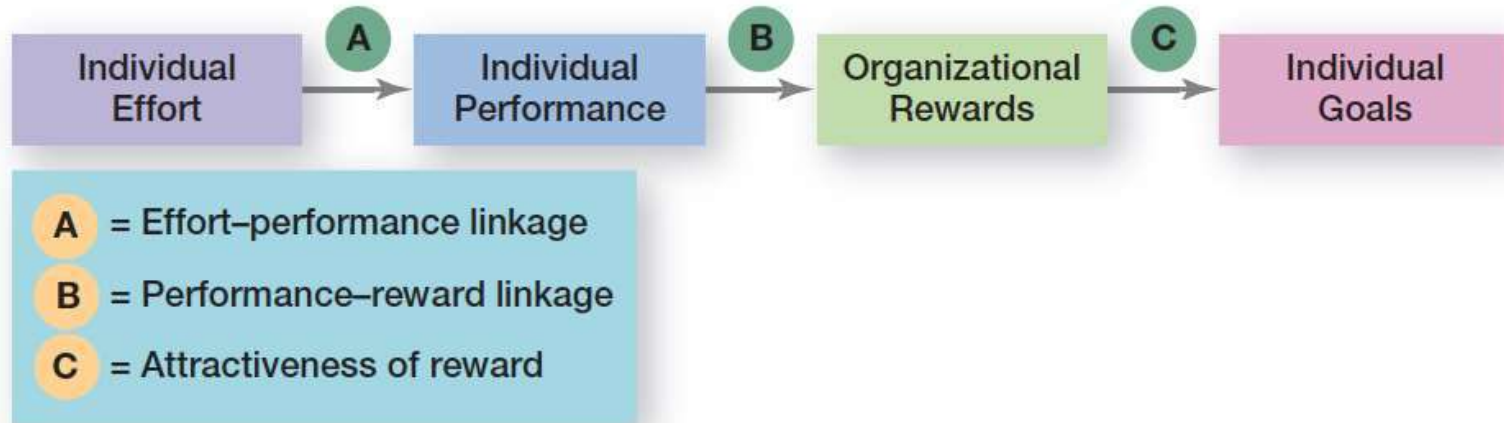 A
B
C
Individual
Effort
Individual
Performance
Organizational
Rewards
Individual
Goals
A = Effort–performance linkage
B = Performance–reward linkage
C = Attractiveness of reward